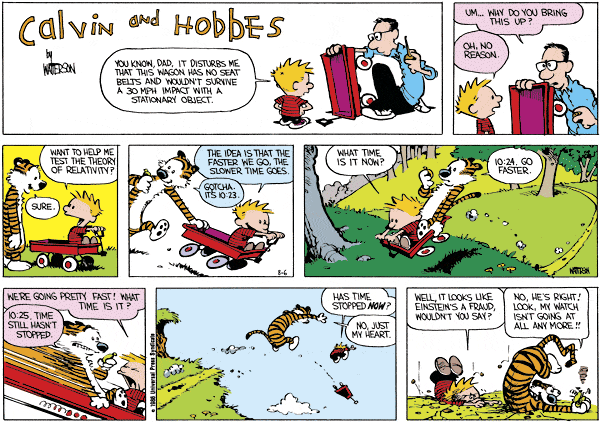 CALVIN AND HOBBES
by
WATTERSON
YOU KNOW, DAD, IT DISTURBS ME
THAT THIS WAGON HAS NO SEAT
BELTS AND WOULDN'T SURVIVE
A 30 MPH IMPACT WITH A
STATIONARY OBJECT.
UM... WHY DO YOU BRING
THIS UP?
OH, NO
REASON.
WANT TO HELP ME
TEST THE THEORY
OF RELATIVITY?
SURE.
THE IDEA IS THAT THE
FASTER WE GO, THE
SLOWER TIME GOES.
GOTCHA.
IT'S 10:23.
8-6
WHAT TIME
IS IT NOW?
10:24. GO
FASTER.
WATTERSON
WE'RE GOING PRETTY FAST! WHAT
TIME IS IT?
10:25. TIME
STILL HASN'T
STOPPED.
© 1986 Universal Press Syndicate
HAS TIME
STOPPED NOW?
NO, JUST
MY HEART.
WELL, IT LOOKS LIKE
EINSTEIN'S A FRAUD,
WOULDN'T YOU SAY?
NO, HE'S RIGHT!
LOOK, MY WATCH
ISN'T GOING AT
ALL ANY MORE!!